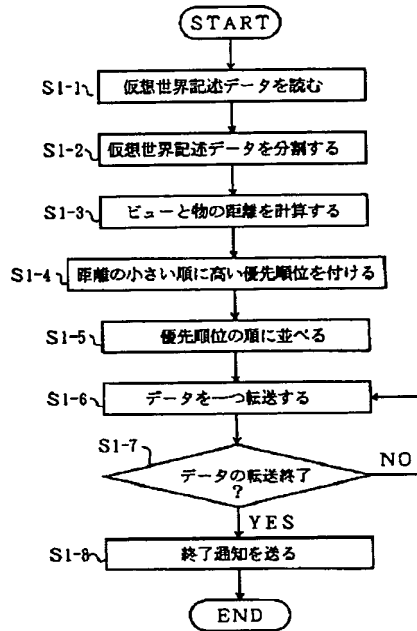 START
S1-1 仮想世界記述データを読む
S1-2 仮想世界記述データを分割する
S1-3 ビューと物の距離を計算する
S1-4 距離の小さい順に高い優先順位を付ける
S1-5 優先順位の順に並べる
S1-6 データを一つ転送する
S1-7
データの転送終了
?
NO
YES
S1-8 終了通知を送る
END